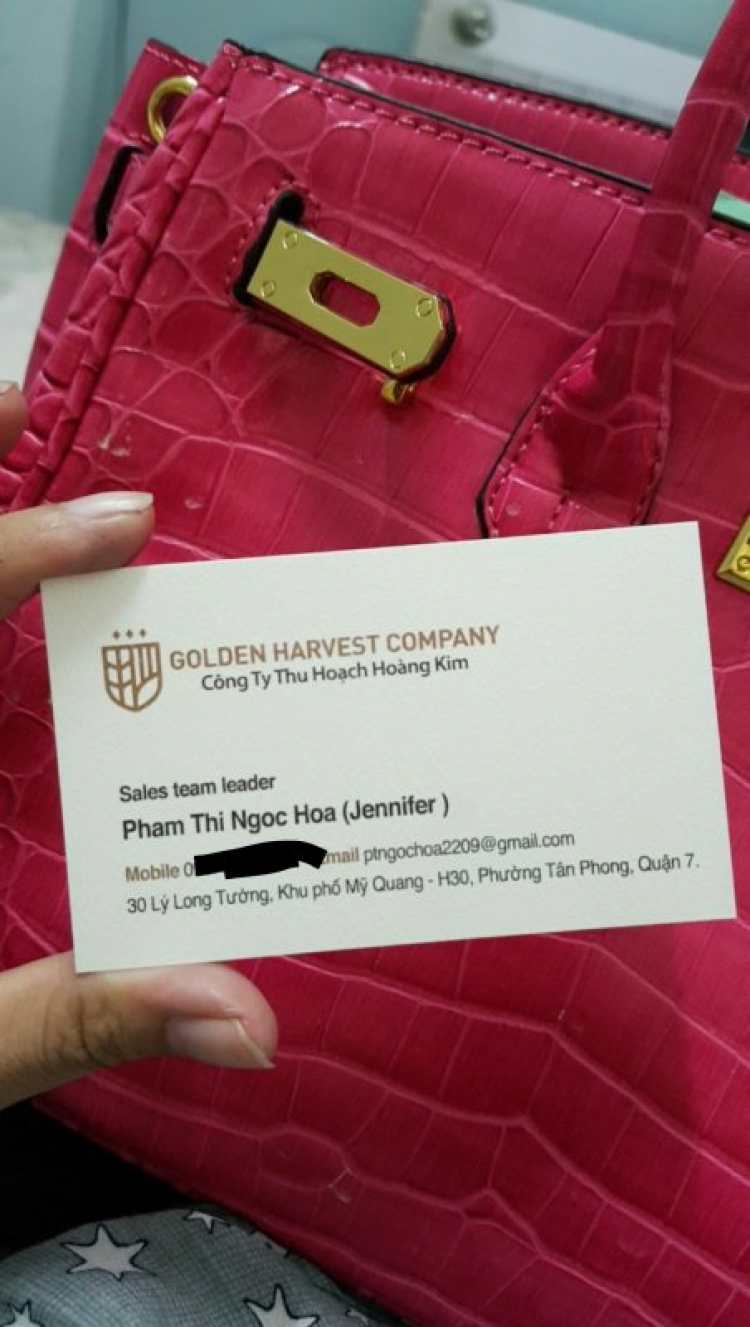 GOLDEN HARVEST COMPANY
Công Ty Thu Hoạch Hoàng Kim
Sales team leader
Pham Thi Ngoc Hoa (Jennifer )
Mobile 0 mail ptngochoa2209@gmail.com
30 Lý Long Tường, Khu phố Mỹ Quang - H30, Phường Tân Phong, Quận 7.